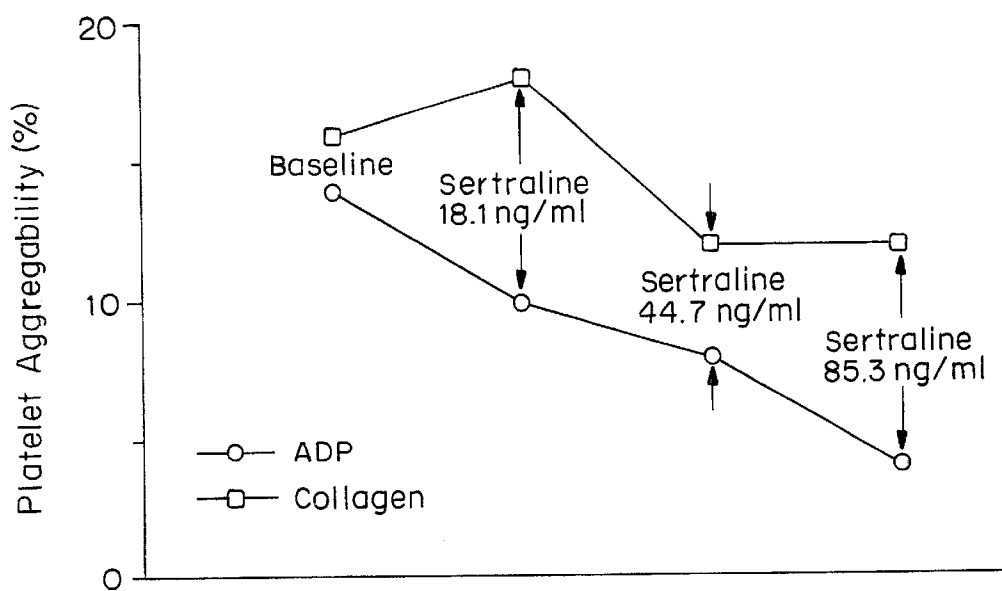 Platelet Aggregability (%)
20
10
0
Baseline
Sertraline
18.1 ng/ml
Sertraline
44.7 ng/ml
Sertraline
85.3 ng/ml
ADP
Collagen